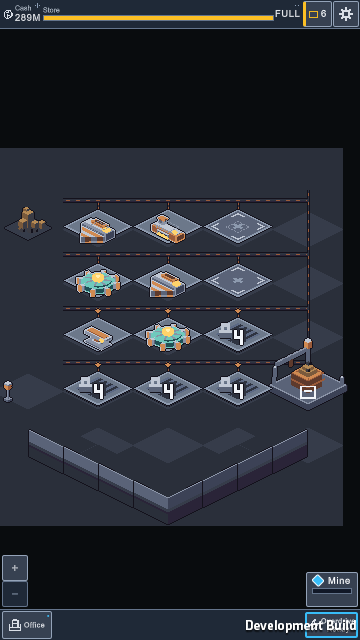 Cash
Store
289M
FULL
6
4
4
4
4
Mine
Office
Development Build